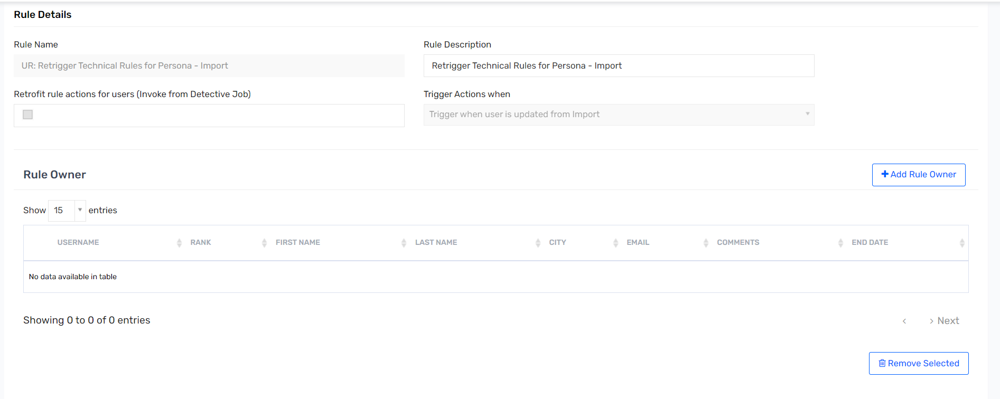 Rule Details
Rule Name
Rule Description
UR: Retrigger Technical Rules for Persona - Import
Retrigger Technical Rules for Persona - Import
Retrofit rule actions for users (Invoke from Detective Job)
Trigger Actions when
Trigger when user is updated from Import
Rule Owner
Add Rule Owner
Show 15 entries
USERNAME RANK FIRST NAME LAST NAME CITY EMAIL COMMENTS END DATE
No data available in table
Showing 0 to 0 of 0 entries
‹ › Next
Remove Selected